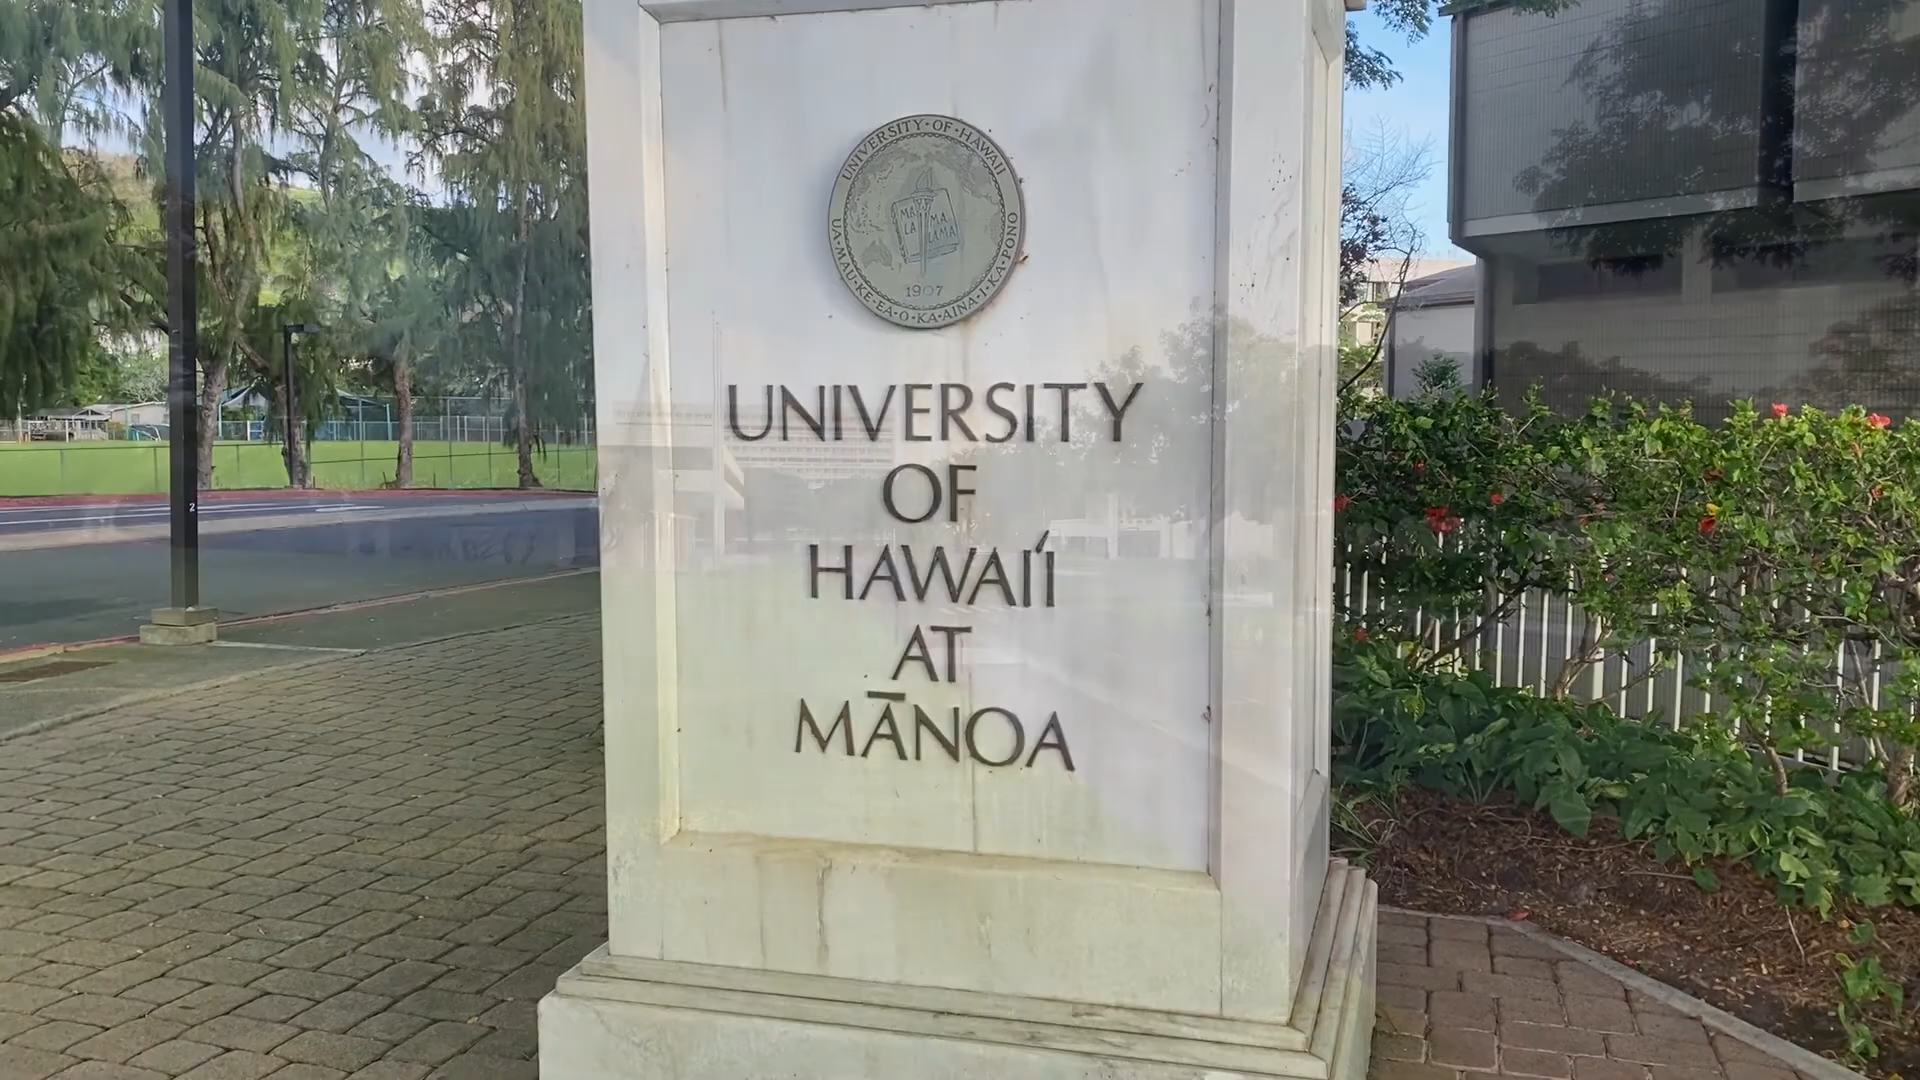 UNIVERSITY·OF·HAWAII
MA MA
LA LAMA
1907
UA·MAU·KE·EA·O·KA·AINA·I·KA·PONO
UNIVERSITY
OF
HAWAIʻI
AT
MĀNOA
2